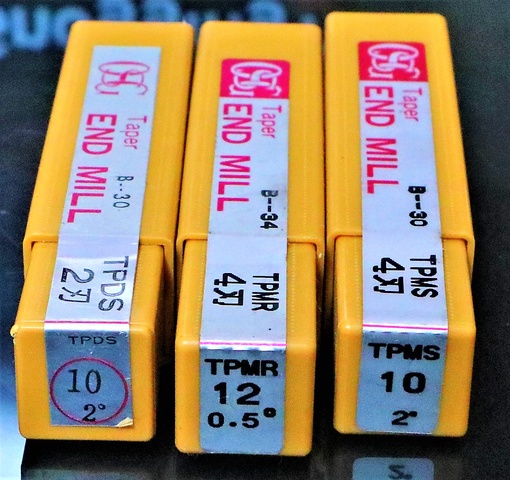 OSG
Taper
END MILL
B--30
TPDS
2刃
TPDS
10
2°
OSG
Taper
END MILL
B--34
TPMR
4刃
TPMR
12
0.5°
OSG
Taper
END MILL
B--30
TPMS
4刃
TPMS
10
2°